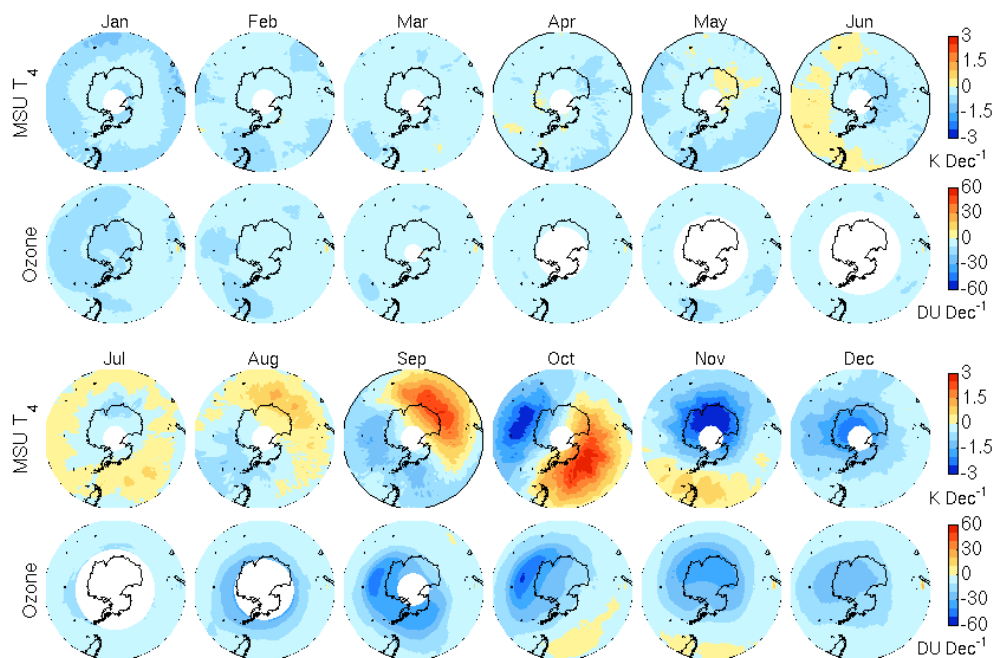 Jan Feb Mar Apr May Jun
MSU T4
3
1.5
0
-1.5
-3
K Dec-1
Ozone
60
30
0
-30
-60
DU Dec-1
Jul Aug Sep Oct Nov Dec
MSU T4
3
1.5
0
-1.5
-3
K Dec-1
Ozone
60
30
0
-30
-60
DU Dec-1